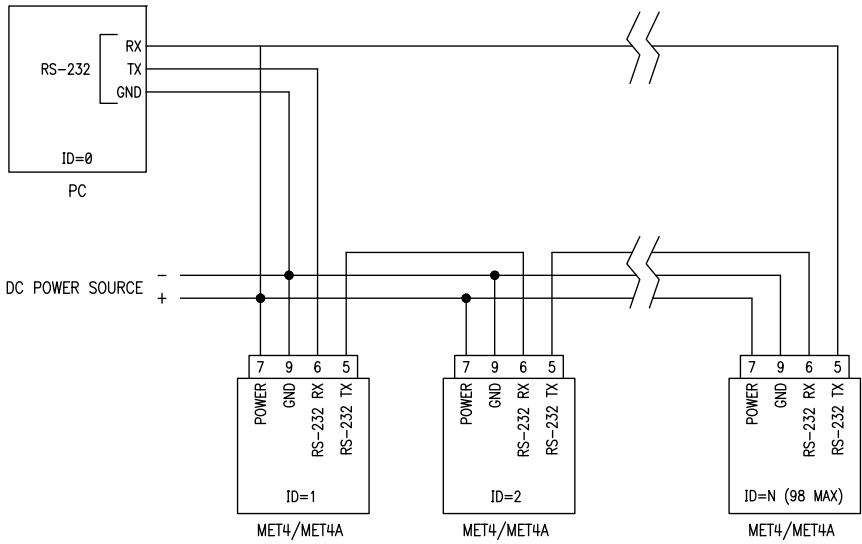 RX
RS-232
TX
GND
ID=0
PC
DC POWER SOURCE
–
+
7 9 6 5
POWER
GND
RS-232 RX
RS-232 TX
ID=1
MET4/MET4A
7 9 6 5
POWER
GND
RS-232 RX
RS-232 TX
ID=2
MET4/MET4A
7 9 6 5
POWER
GND
RS-232 RX
RS-232 TX
ID=N (98 MAX)
MET4/MET4A